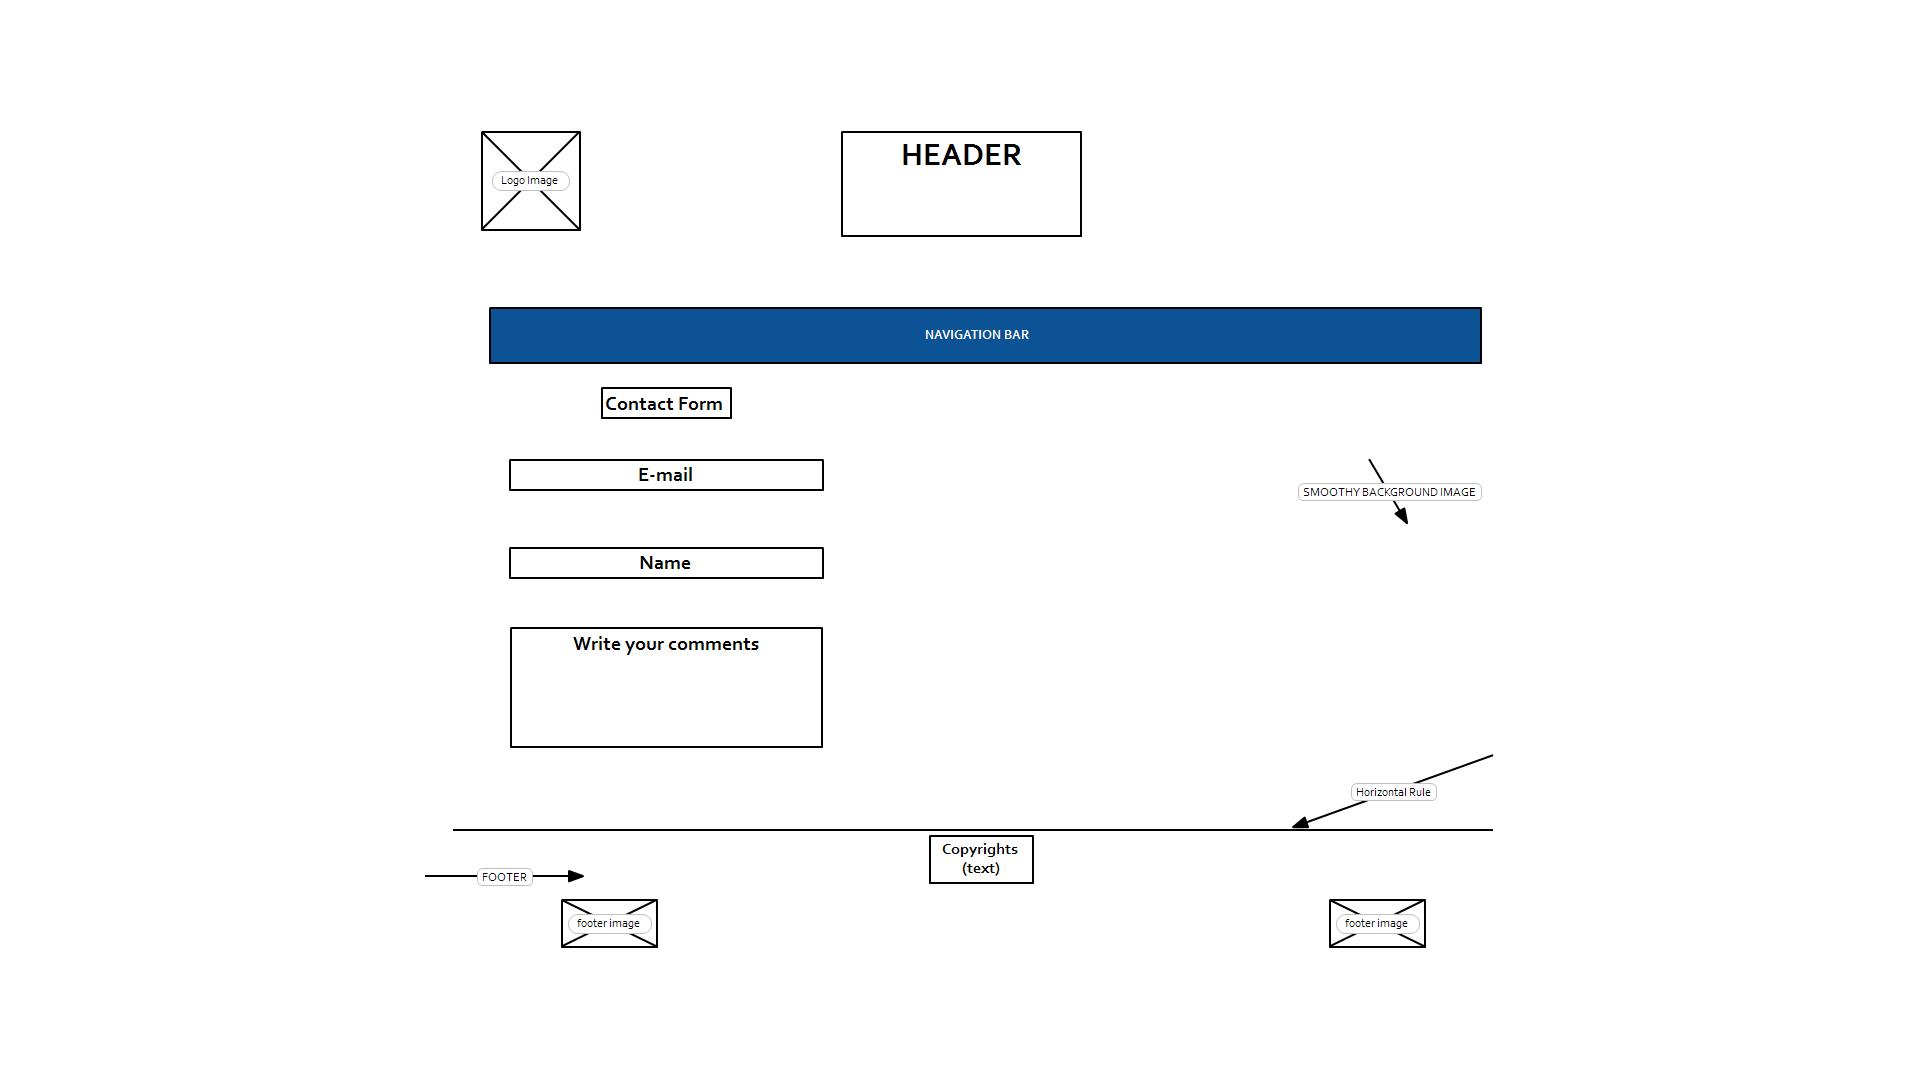 HEADER
Logo Image
NAVIGATION BAR
Contact Form
E-mail
SMOOTHY BACKGROUND IMAGE
Name
Write your comments
Horizontal Rule
Copyrights
(text)
FOOTER
footer image
footer image